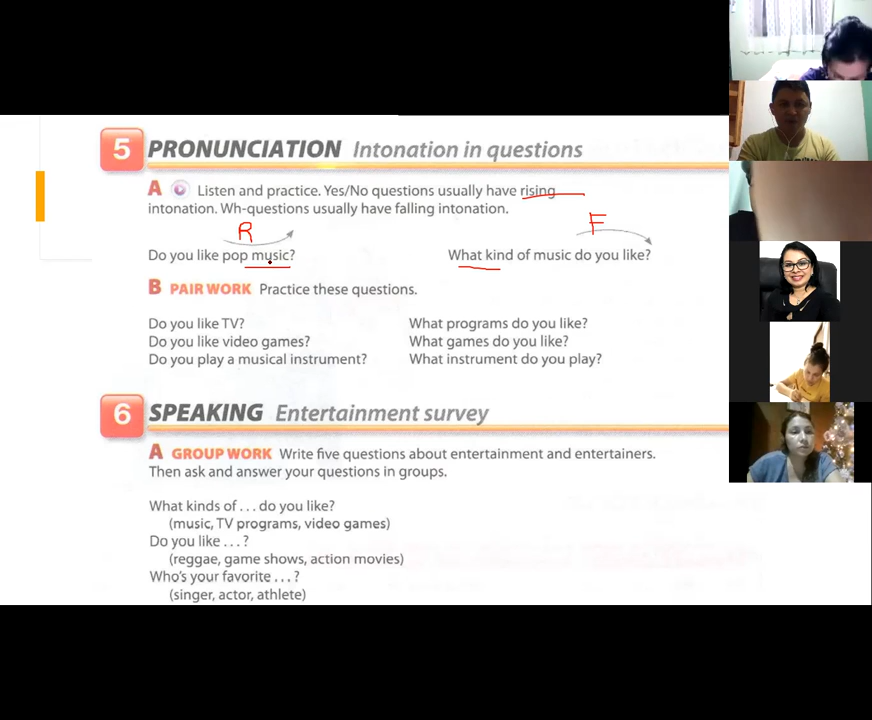 5 PRONUNCIATION Intonation in questions
A Listen and practice. Yes/No questions usually have rising
intonation. Wh-questions usually have falling intonation.
R F
Do you like pop music? What kind of music do you like?
B PAIR WORK Practice these questions.
Do you like TV? What programs do you like?
Do you like video games? What games do you like?
Do you play a musical instrument? What instrument do you play?
6 SPEAKING Entertainment survey
A GROUP WORK Write five questions about entertainment and entertainers.
Then ask and answer your questions in groups.
What kinds of . . . do you like?
(music, TV programs, video games)
Do you like . . . ?
(reggae, game shows, action movies)
Who's your favorite . . . ?
(singer, actor, athlete)